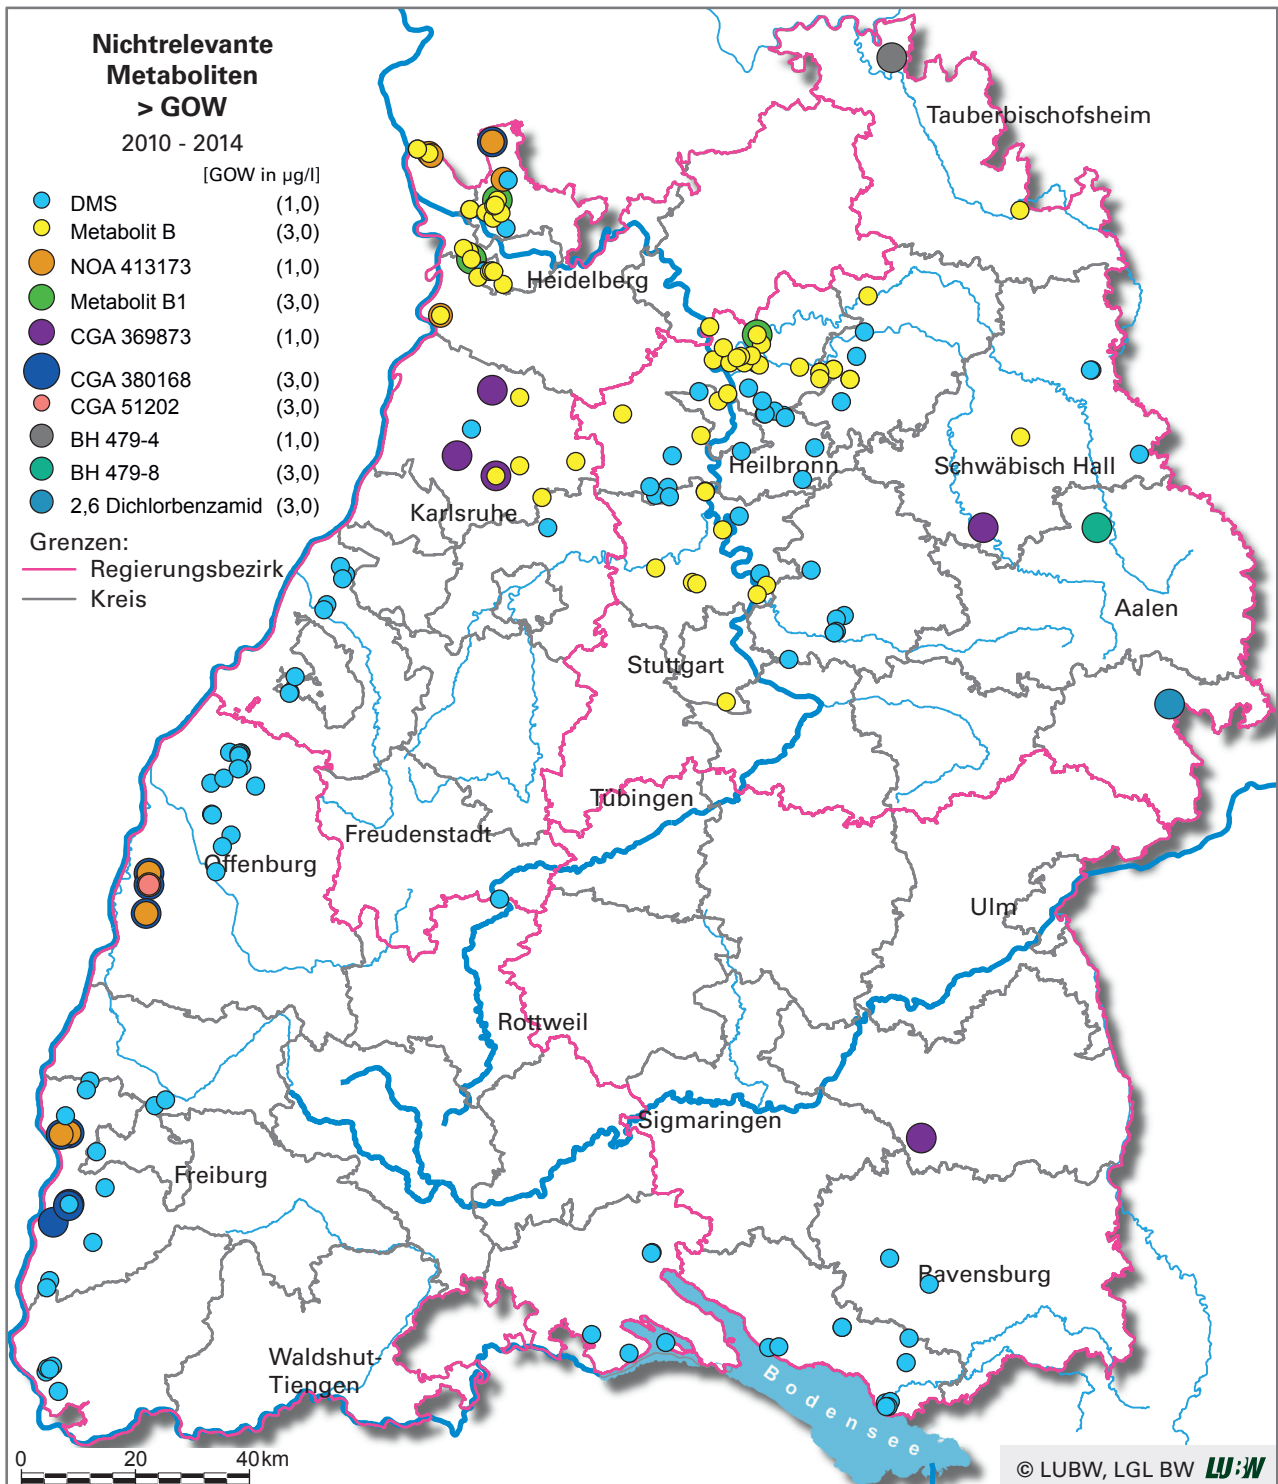 Nichtrelevante
Metaboliten
> GOW
2010 - 2014
[GOW in µg/l]
DMS (1,0)
Metabolit B (3,0)
NOA 413173 (1,0)
Metabolit B1 (3,0)
CGA 369873 (1,0)
CGA 380168 (3,0)
CGA 51202 (3,0)
BH 479-4 (1,0)
BH 479-8 (3,0)
2,6 Dichlorbenzamid (3,0)
Grenzen:
Regierungsbezirk
Kreis
Tauberbischofsheim
Heidelberg
Heilbronn
Schwäbisch Hall
Karlsruhe
Aalen
Stuttgart
Tübingen
Freudenstadt
Offenburg
Ulm
Rottweil
Sigmaringen
Freiburg
Ravensburg
Waldshut-
Tiengen
Bodensee
0 20 40 km
© LUBW, LGL BW LUBW